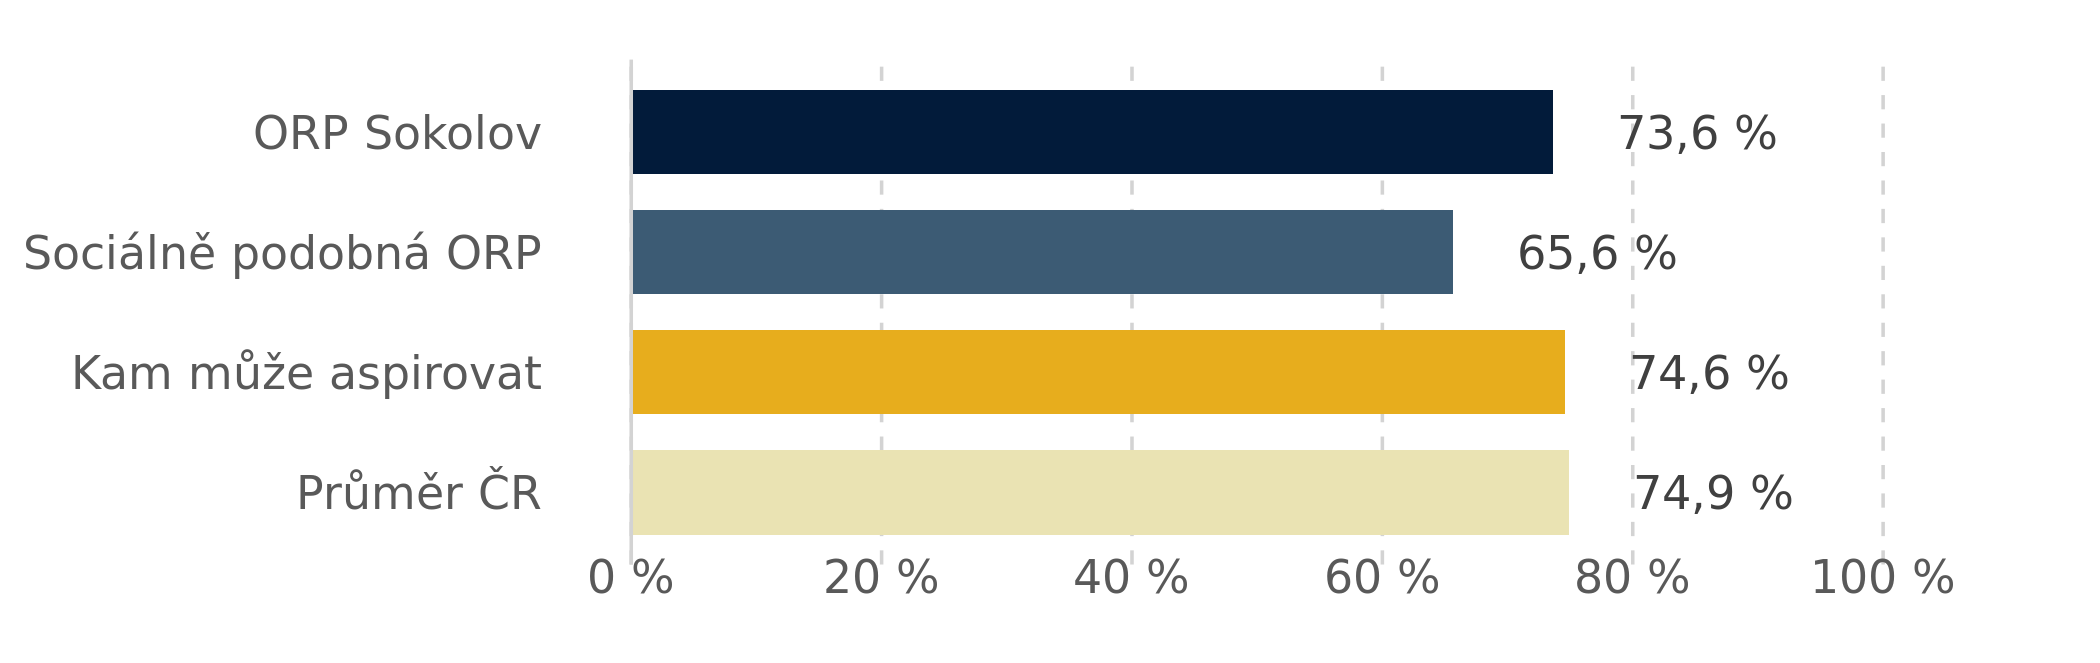 ORP Sokolov 73,6 %
Sociálně podobná ORP 65,6 %
Kam může aspirovat 74,6 %
Průměr ČR 74,9 %
0 % 20 % 40 % 60 % 80 % 100 %